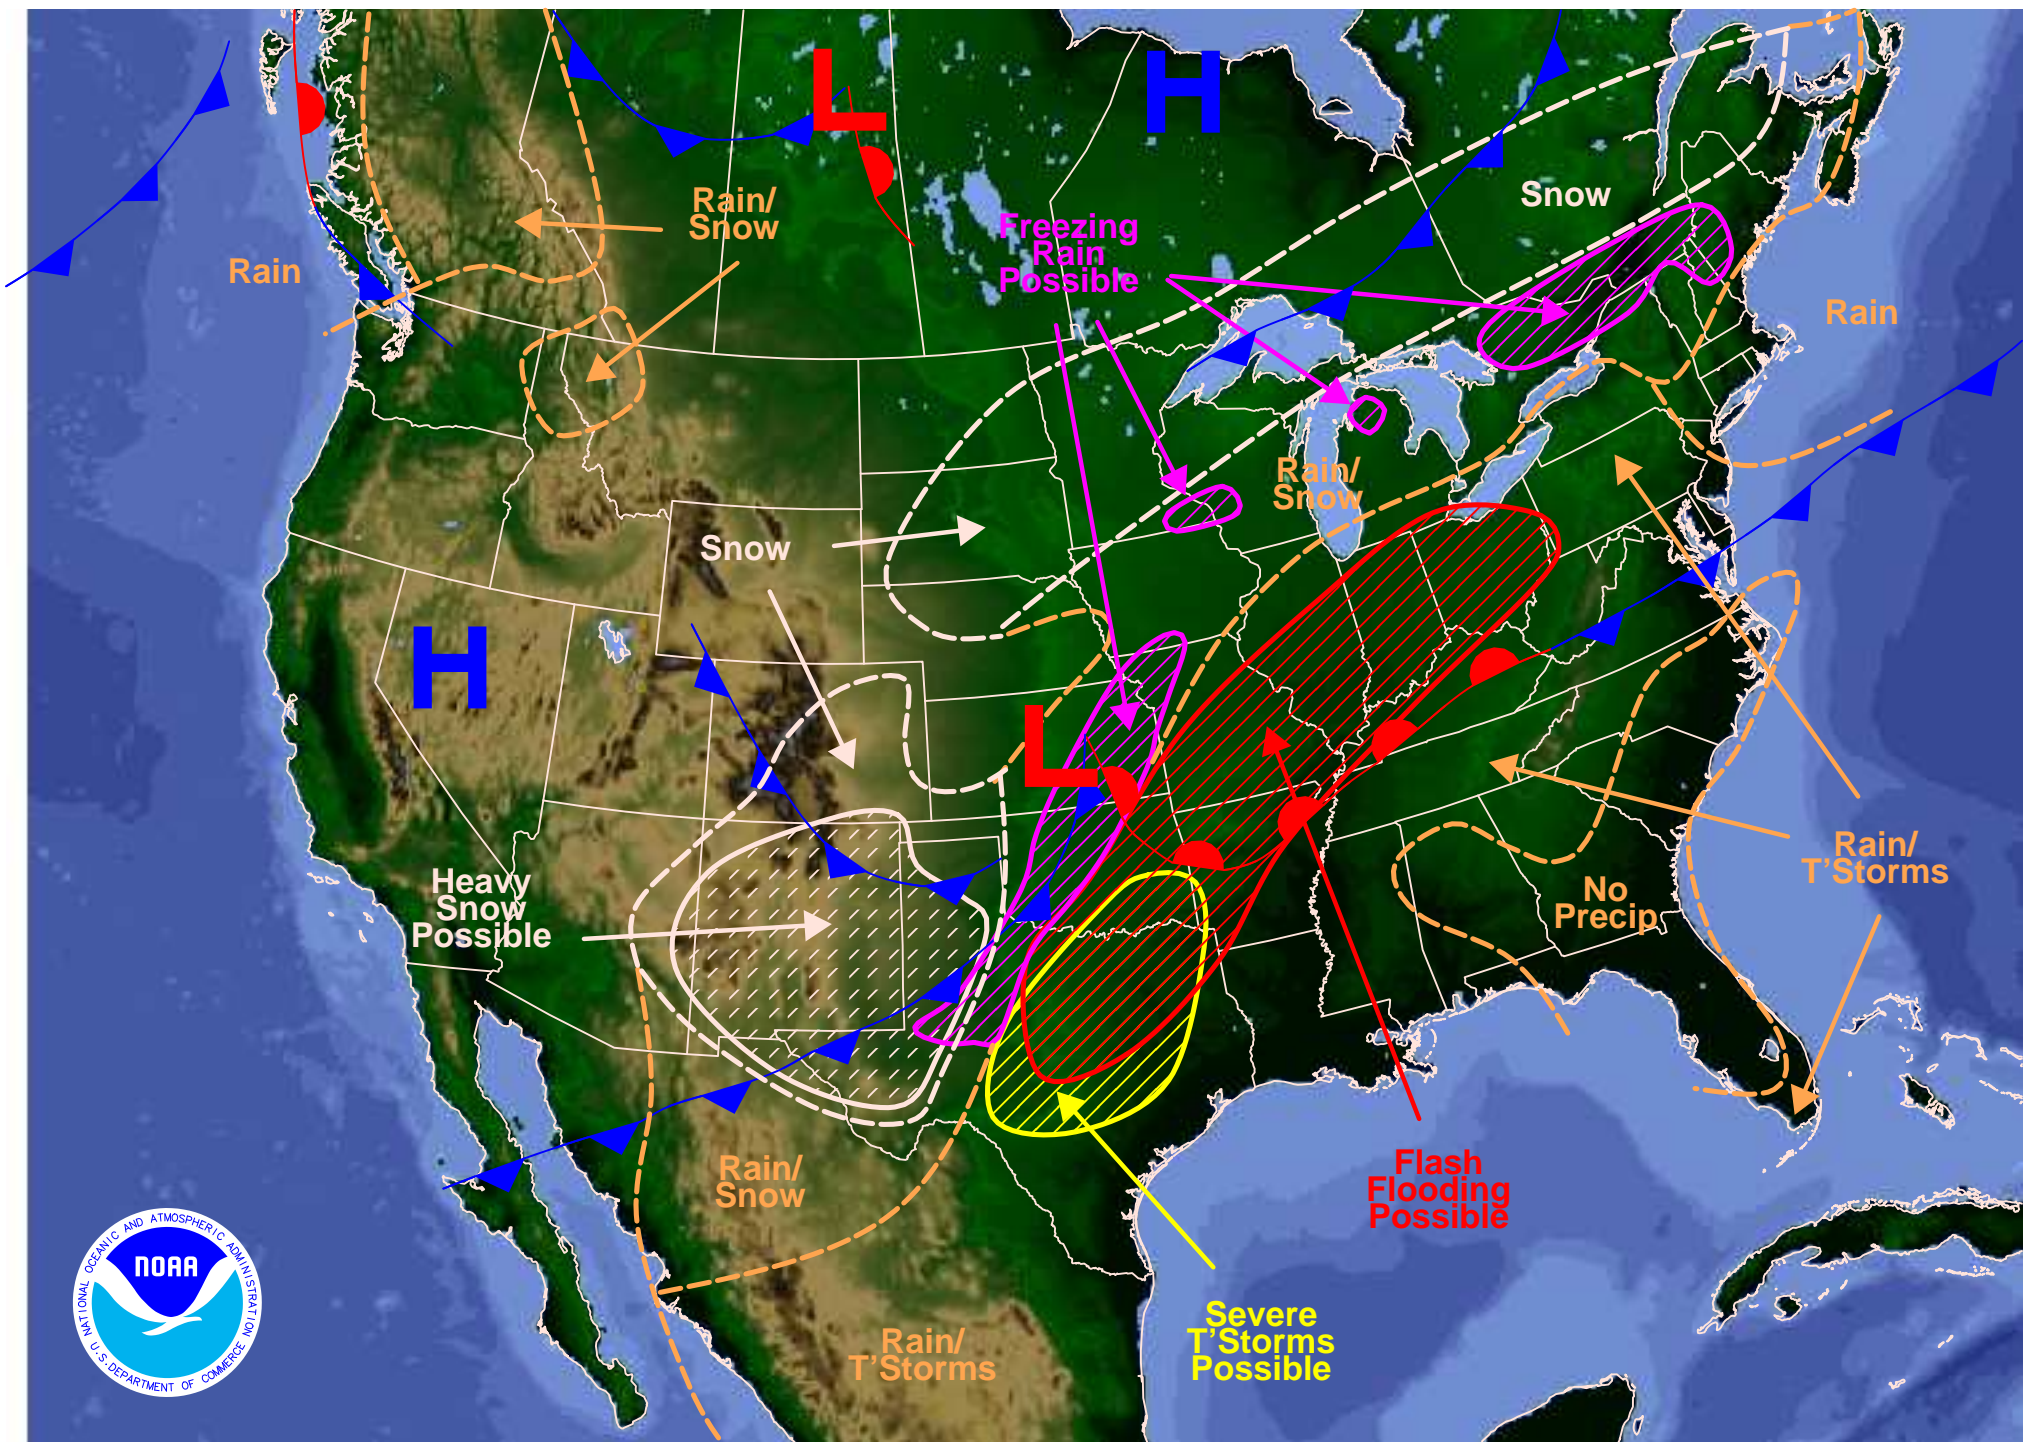 L
H
Rain/
Snow
Snow
Freezing
Rain
Possible
Rain
Rain
Rain/
Snow
Snow
H
L
Heavy
Snow
Possible
No
Precip
Rain/
T'Storms
Rain/
Snow
Flash
Flooding
Possible
Severe
T'Storms
Possible
Rain/
T'Storms
NATIONAL OCEANIC AND ATMOSPHERIC ADMINISTRATION
NOAA
U.S. DEPARTMENT OF COMMERCE